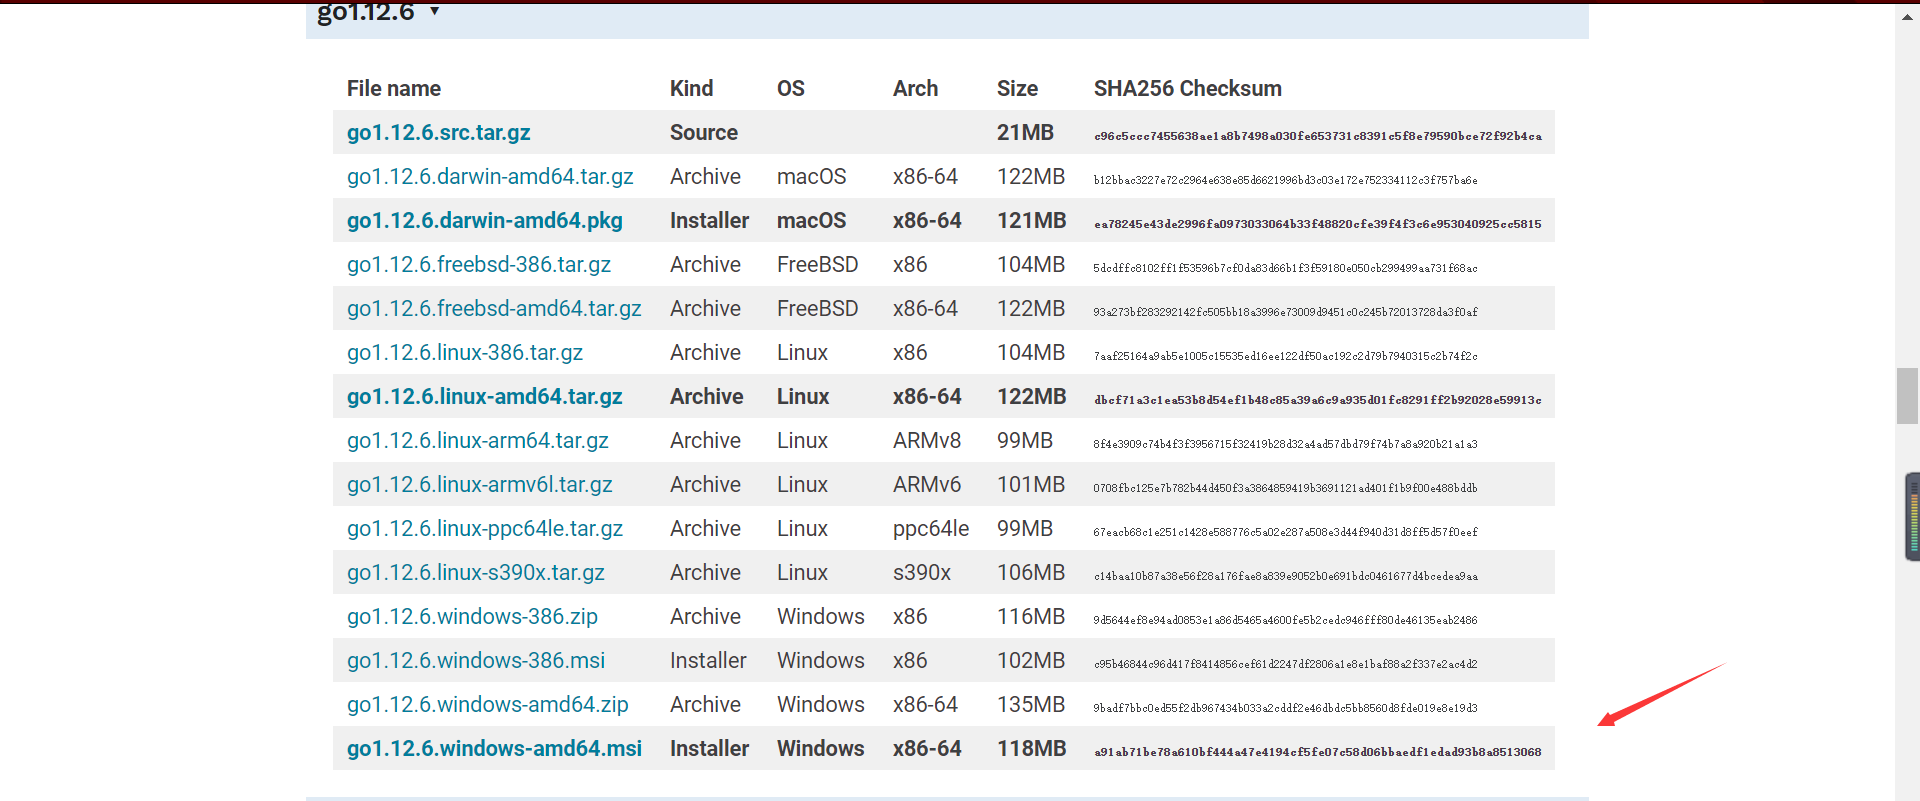 go1.12.6 ▾
File name Kind OS Arch Size SHA256 Checksum
go1.12.6.src.tar.gz Source 21MB c96c5ccc7455638ae1a8b7498a030fe653731c8391c5f8e79590bce72f92b4ca
go1.12.6.darwin-amd64.tar.gz Archive macOS x86-64 122MB b12bbac3227e72c2964e638e85d6621996bd3c03e172e752334112c3f757ba6e
go1.12.6.darwin-amd64.pkg Installer macOS x86-64 121MB ea78245e43de2996fa0973033064b33f48820cfe39f4f3c6e953040925cc5815
go1.12.6.freebsd-386.tar.gz Archive FreeBSD x86 104MB 5dcdffc8102ff1f53596b7cf0da83d66b1f3f59180e050cb299499aa731f68ac
go1.12.6.freebsd-amd64.tar.gz Archive FreeBSD x86-64 122MB 93a273bf283292142fc505bb18a3996e73009d9451c0c245b72013728da3f0af
go1.12.6.linux-386.tar.gz Archive Linux x86 104MB 7aaf25164a9ab5e1005c15535ed16ee122df50ac192c2d79b7940315c2b74f2c
go1.12.6.linux-amd64.tar.gz Archive Linux x86-64 122MB dbcf71a3c1ea53b8d54ef1b48c85a39a6c9a935d01fc8291ff2b92028e59913c
go1.12.6.linux-arm64.tar.gz Archive Linux ARMv8 99MB 8f4e3909c74b4f3f3956715f32419b28d32a4ad57dbd79f74b7a8a920b21a1a3
go1.12.6.linux-armv6l.tar.gz Archive Linux ARMv6 101MB 0708fbc125e7b782b44d450f3a3864859419b3691121ad401f1b9f00e488bddb
go1.12.6.linux-ppc64le.tar.gz Archive Linux ppc64le 99MB 67eacb68c1e251c1428e588776c5a02e287a508e3d44f940d31d8ff5d57f0eef
go1.12.6.linux-s390x.tar.gz Archive Linux s390x 106MB c14baa10b87a38e56f28a176fae8a839e9052b0e691bdc0461677d4bcedea9aa
go1.12.6.windows-386.zip Archive Windows x86 116MB 9d5644ef8e94ad0853e1a86d5465a4600fe5b2cedc946fff80de46135eab2486
go1.12.6.windows-386.msi Installer Windows x86 102MB c95b46844c96d417f8414856cef61d2247df2806a1e8e1baf88a2f337e2ac4d2
go1.12.6.windows-amd64.zip Archive Windows x86-64 135MB 9badf7bbc0ed55f2db967434b033a2cddf2e46dbdc5bb8560d8fde019e8e19d3
go1.12.6.windows-amd64.msi Installer Windows x86-64 118MB a91ab71be78a610bf444a47e4194cf5fe07c58d06bbaedf1edad93b8a8513068